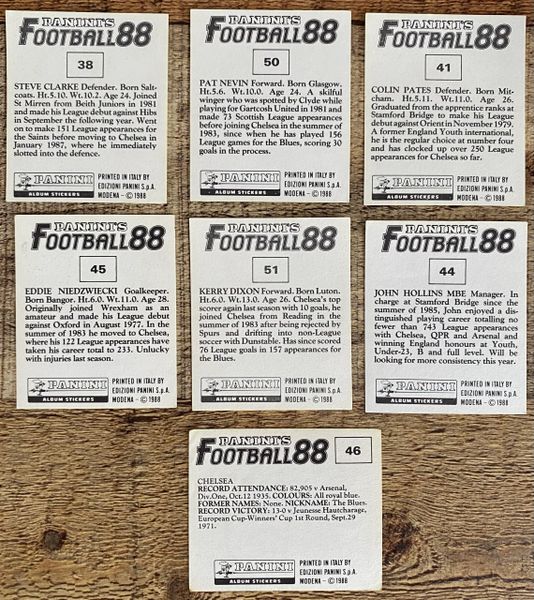 PANINI'S
FOOTBALL 88
38
STEVE CLARKE Defender. Born Salt-
coats. Ht.5.10. Wt.10.2. Age 24. Joined
St Mirren from Beith Juniors in 1981
and made his League debut against Hibs
in September the following year. Went
on to make 151 League appearances for
the Saints before moving to Chelsea in
January 1987, where he immediately
slotted into the defence.
PANINI
ALBUM STICKERS
PRINTED IN ITALY BY
EDIZIONI PANINI S.p.A.
MODENA - © 1988
PANINI'S
FOOTBALL 88
50
PAT NEVIN Forward. Born Glasgow.
Ht.5.6. Wt.10.0. Age 24. A skilful
winger who was spotted by Clyde while
playing for Gartcosh United in 1981 and
made 73 Scottish League appearances
before joining Chelsea in the summer of
1983, since when he has played 156
League games for the Blues, scoring 30
goals in the process.
PANINI
ALBUM STICKERS
PRINTED IN ITALY BY
EDIZIONI PANINI S.p.A.
MODENA - © 1988
PANINI'S
FOOTBALL 88
41
COLIN PATES Defender. Born Mit-
cham. Ht.5.11. Wt.11.0. Age 26.
Graduated from the apprentice ranks at
Stamford Bridge to make his League
debut against Orient in November 1979.
A former England Youth international,
he is the regular choice at number four
and has clocked up over 250 League
appearances for Chelsea so far.
PANINI
ALBUM STICKERS
PRINTED IN ITALY BY
EDIZIONI PANINI S.p.A.
MODENA - © 1988
PANINI'S
FOOTBALL 88
45
EDDIE NIEDZWIECKI Goalkeeper.
Born Bangor. Ht.6.0. Wt.11.0. Age 28.
Originally joined Wrexham as an
amateur and made his League debut
against Oxford in August 1977. In the
summer of 1983 he moved to Chelsea,
where his 122 League appearances have
taken his career total to 233. Unlucky
with injuries last season.
PANINI
ALBUM STICKERS
PRINTED IN ITALY BY
EDIZIONI PANINI S.p.A.
MODENA - © 1988
PANINI'S
FOOTBALL 88
51
KERRY DIXON Forward. Born Luton.
Ht.6.0. Wt.13.0. Age 26. Chelsea's top
scorer again last season with 10 goals, he
joined Chelsea from Reading in the
summer of 1983 after being rejected by
Spurs and drifting into non-League
soccer with Dunstable. Has since scored
76 League goals in 157 appearances for
the Blues.
PANINI
ALBUM STICKERS
PRINTED IN ITALY BY
EDIZIONI PANINI S.p.A.
MODENA - © 1988
PANINI'S
FOOTBALL 88
44
JOHN HOLLINS MBE Manager. In
charge at Stamford Bridge since the
summer of 1985, John enjoyed a dis-
tinguished playing career totalling no
fewer than 743 League appearances
with Chelsea, QPR and Arsenal and
winning England honours at Youth,
Under-23, B and full level. Will be
looking for more consistency this year.
PANINI
ALBUM STICKERS
PRINTED IN ITALY BY
EDIZIONI PANINI S.p.A.
MODENA - © 1988
PANINI'S
FOOTBALL 88
46
CHELSEA
RECORD ATTENDANCE: 82,905 v Arsenal,
Div.One, Oct.12 1935. COLOURS: All royal blue.
FORMER NAMES: None. NICKNAME: The Blues.
RECORD VICTORY: 13-0 v Jeunesse Hautcharage,
European Cup-Winners' Cup 1st Round, Sept.29
1971.
PANINI
ALBUM STICKERS
PRINTED IN ITALY BY
EDIZIONI PANINI S.p.A.
MODENA - © 1988